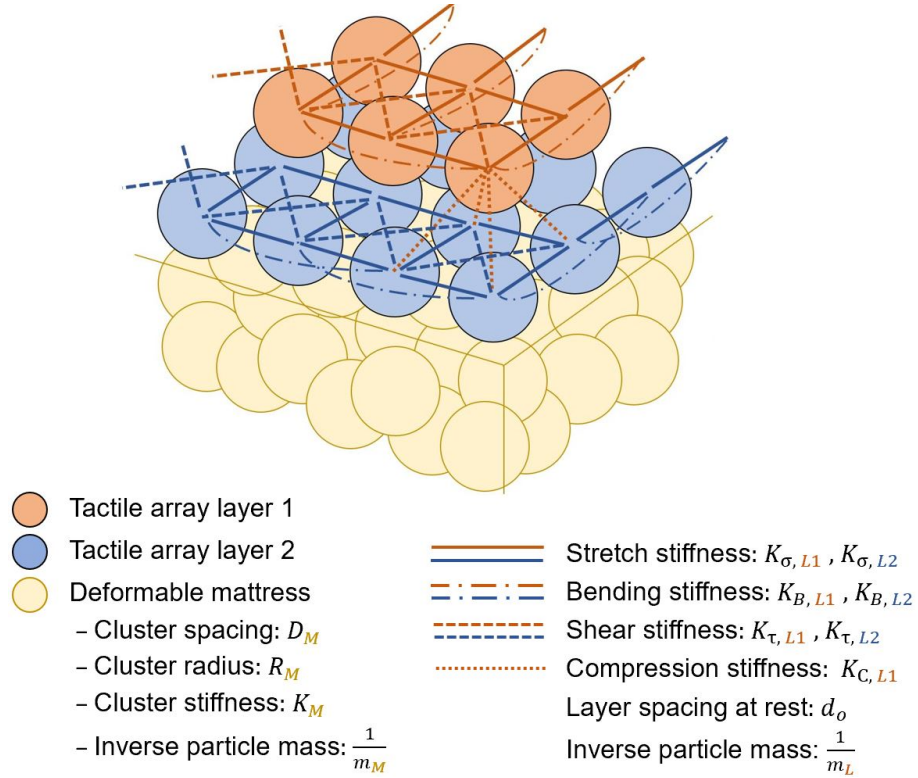 Tactile array layer 1
Tactile array layer 2
Deformable mattress
– Cluster spacing: D_M
– Cluster radius: R_M
– Cluster stiffness: K_M
– Inverse particle mass: 1/m_M
Stretch stiffness: K_σ, L1 , K_σ, L2
Bending stiffness: K_B, L1 , K_B, L2
Shear stiffness: K_τ, L1 , K_τ, L2
Compression stiffness: K_C, L1
Layer spacing at rest: d_o
Inverse particle mass: 1/m_L